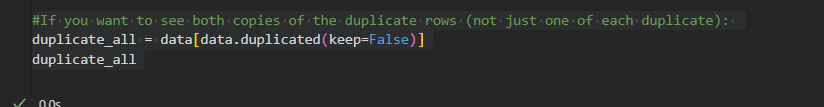 #If you want to see both copies of the duplicate rows (not just one of each duplicate):
duplicate_all = data[data.duplicated(keep=False)]
duplicate_all
0.0s